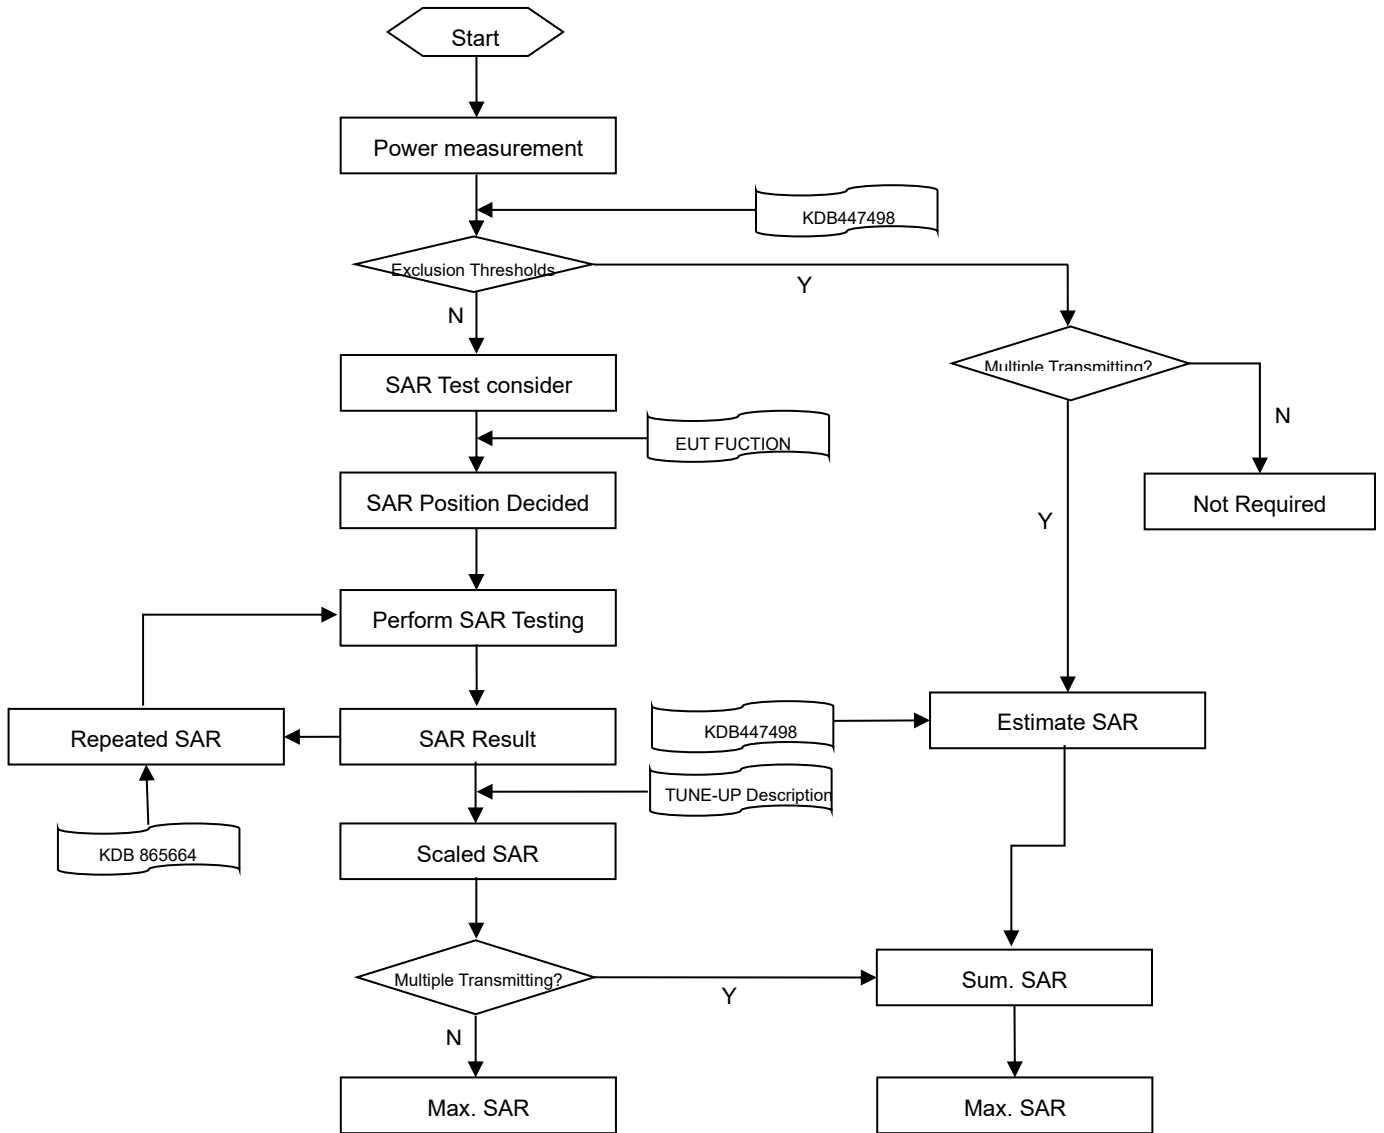 Start
Power measurement
KDB447498
Exclusion Thresholds
Y
N
Multiple Transmitting?
SAR Test consider
N
EUT FUCTION
SAR Position Decided
Not Required
Y
Perform SAR Testing
Repeated SAR
SAR Result
KDB447498
Estimate SAR
TUNE-UP Description
KDB 865664
Scaled SAR
Multiple Transmitting?
Y
Sum. SAR
N
Max. SAR
Max. SAR